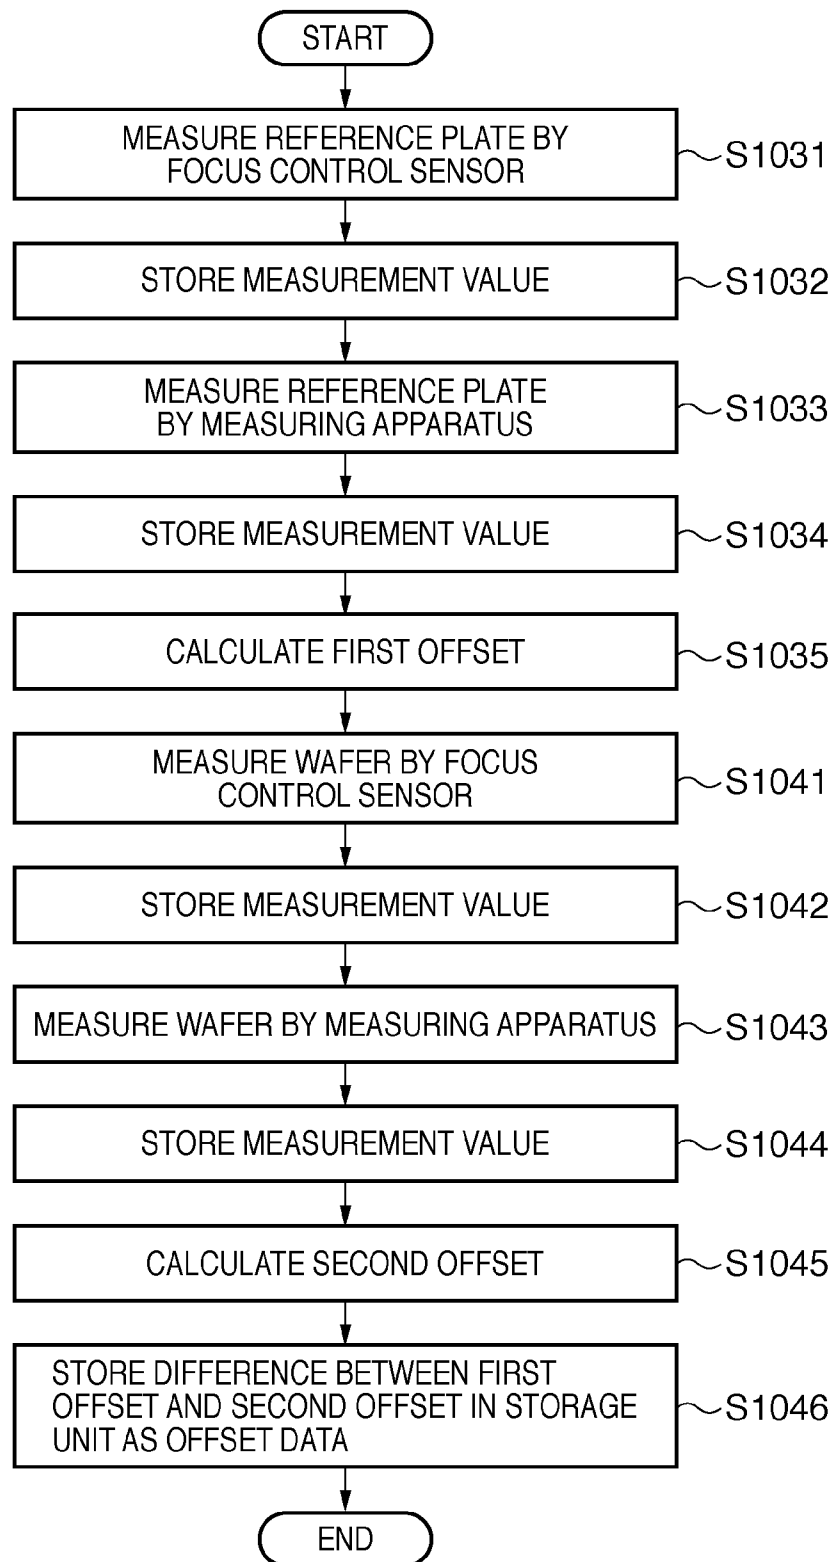 START
MEASURE REFERENCE PLATE BY
FOCUS CONTROL SENSOR
S1031
STORE MEASUREMENT VALUE
S1032
MEASURE REFERENCE PLATE
BY MEASURING APPARATUS
S1033
STORE MEASUREMENT VALUE
S1034
CALCULATE FIRST OFFSET
S1035
MEASURE WAFER BY FOCUS
CONTROL SENSOR
S1041
STORE MEASUREMENT VALUE
S1042
MEASURE WAFER BY MEASURING APPARATUS
S1043
STORE MEASUREMENT VALUE
S1044
CALCULATE SECOND OFFSET
S1045
STORE DIFFERENCE BETWEEN FIRST
OFFSET AND SECOND OFFSET IN STORAGE
UNIT AS OFFSET DATA
S1046
END